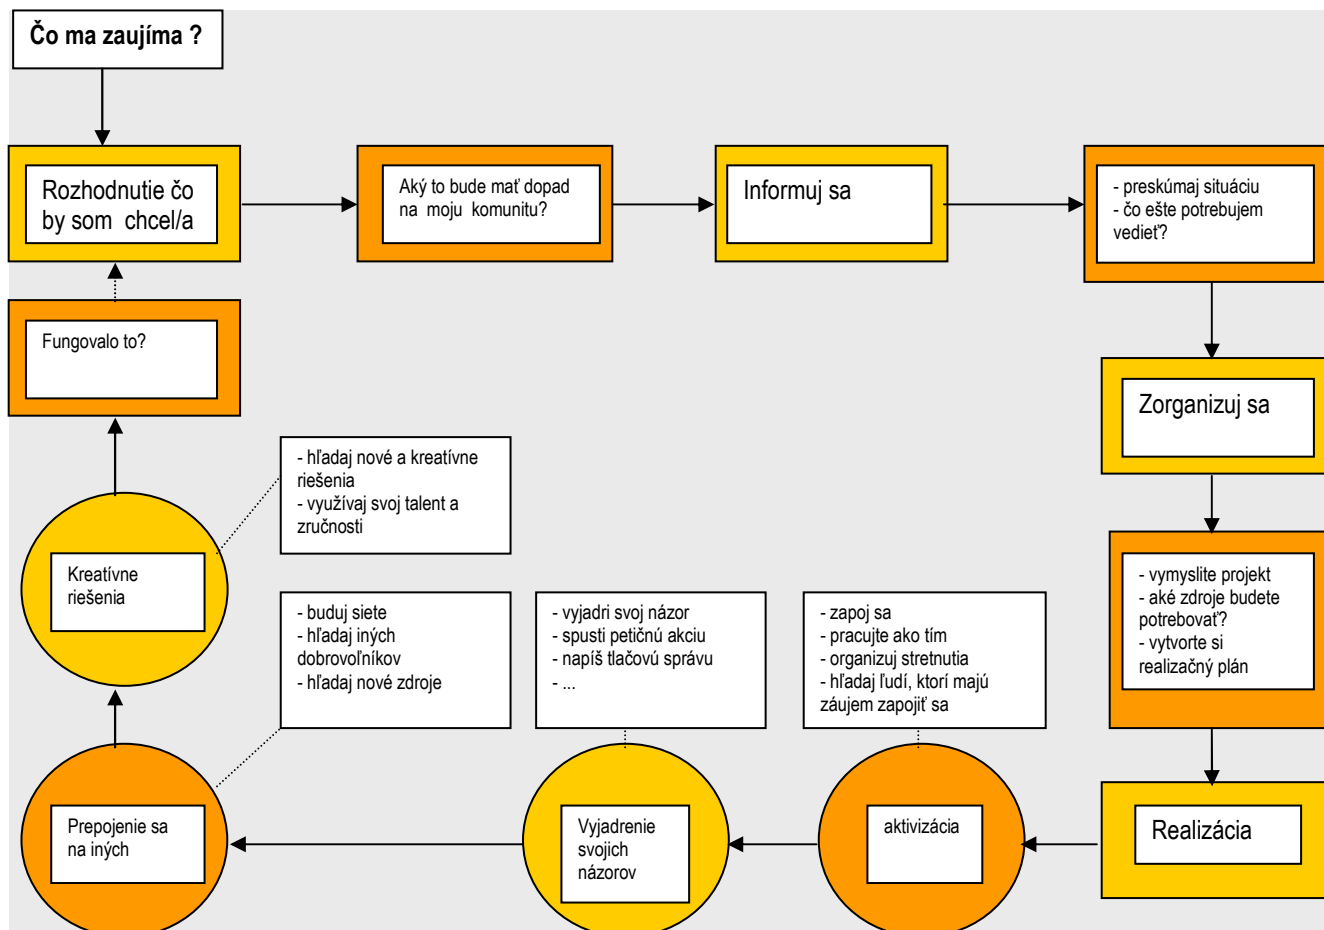 Čo ma zaujíma ?
Rozhodnutie čo
by som chcel/a
Aký to bude mať dopad
na moju komunitu?
Informuj sa
- preskúmaj situáciu
- čo ešte potrebujem
vedieť?
Fungovalo to?
Zorganizuj sa
- hľadaj nové a kreatívne
riešenia
- využívaj svoj talent a
zručnosti
Kreatívne
riešenia
- vymyslite projekt
- aké zdroje budete
potrebovať?
- vytvorte si
realizačný plán
- buduj siete
- hľadaj iných
dobrovoľníkov
- hľadaj nové zdroje
- vyjadri svoj názor
- spusti petičnú akciu
- napíš tlačovú správu
- ...
- zapoj sa
- pracujte ako tím
- organizuj stretnutia
- hľadaj ľudí, ktorí majú
záujem zapojiť sa
Prepojenie sa
na iných
Vyjadrenie
svojich
názorov
aktivizácia
Realizácia